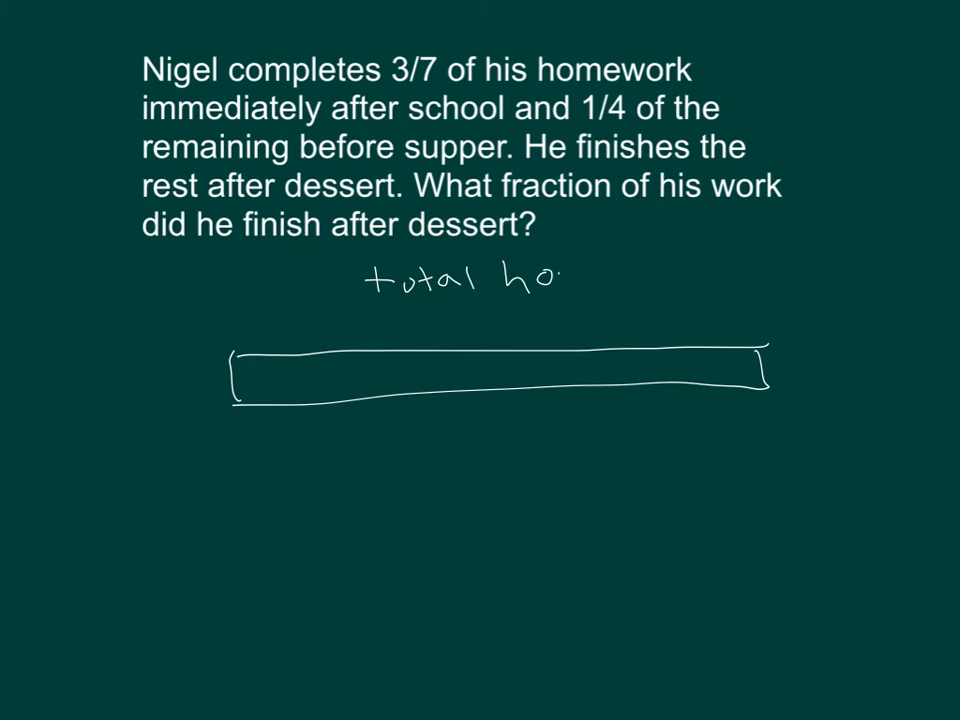 Nigel completes 3/7 of his homework
immediately after school and 1/4 of the
remaining before supper. He finishes the
rest after dessert. What fraction of his work
did he finish after dessert?
total ho